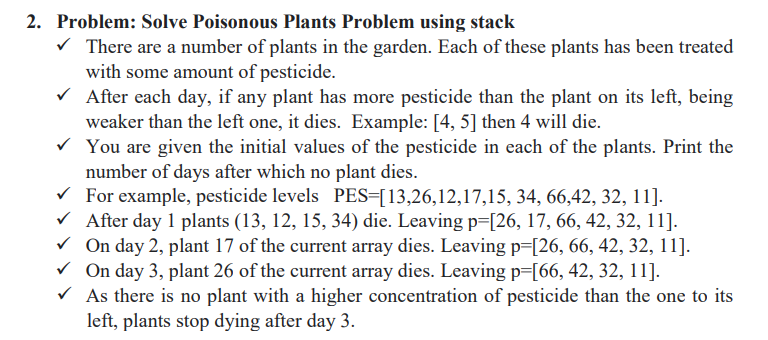 2. Problem: Solve Poisonous Plants Problem using stack
✓ There are a number of plants in the garden. Each of these plants has been treated
with some amount of pesticide.
✓ After each day, if any plant has more pesticide than the plant on its left, being
weaker than the left one, it dies. Example: [4, 5] then 4 will die.
✓ You are given the initial values of the pesticide in each of the plants. Print the
number of days after which no plant dies.
✓ For example, pesticide levels PES=[13,26,12,17,15, 34, 66,42, 32, 11].
✓ After day 1 plants (13, 12, 15, 34) die. Leaving p=[26, 17, 66, 42, 32, 11].
✓ On day 2, plant 17 of the current array dies. Leaving p=[26, 66, 42, 32, 11].
✓ On day 3, plant 26 of the current array dies. Leaving p=[66, 42, 32, 11].
✓ As there is no plant with a higher concentration of pesticide than the one to its
left, plants stop dying after day 3.